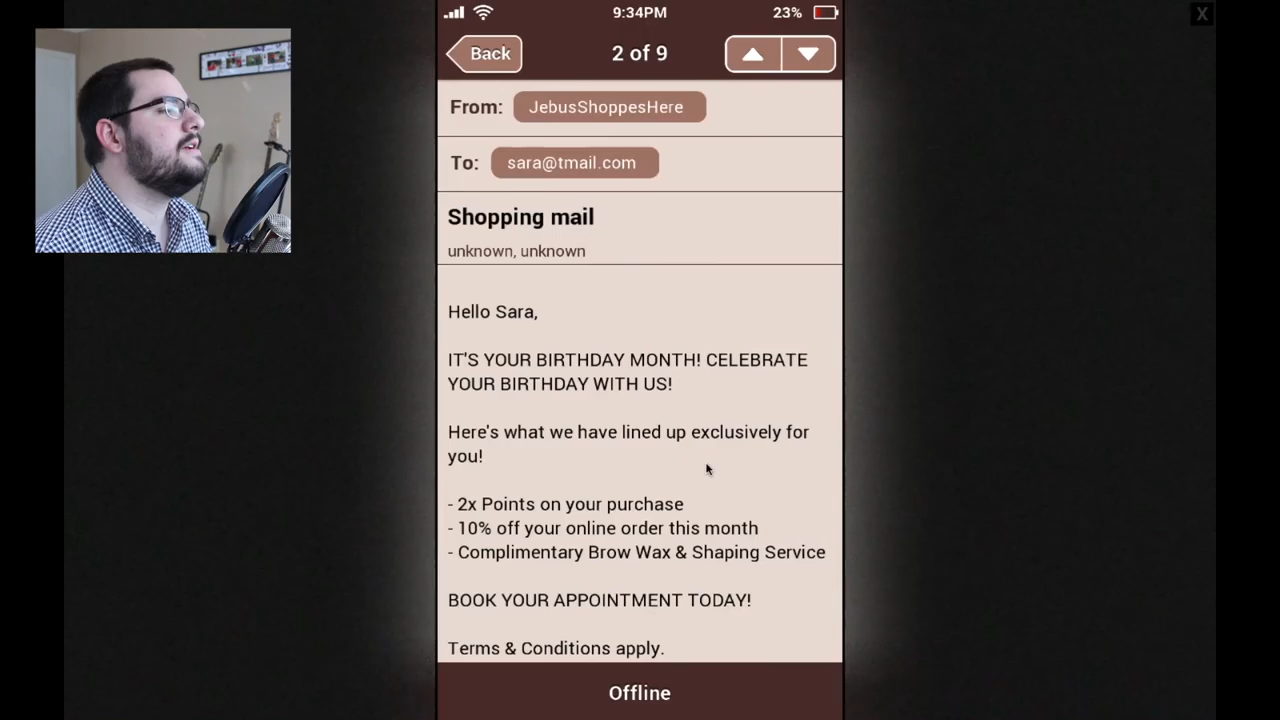 9:34PM 23%
X
Back 2 of 9
From: JebusShoppesHere
To: sara@tmail.com
Shopping mail
unknown, unknown
Hello Sara,
IT'S YOUR BIRTHDAY MONTH! CELEBRATE
YOUR BIRTHDAY WITH US!
Here's what we have lined up exclusively for
you!
- 2x Points on your purchase
- 10% off your online order this month
- Complimentary Brow Wax & Shaping Service
BOOK YOUR APPOINTMENT TODAY!
Terms & Conditions apply.
Offline